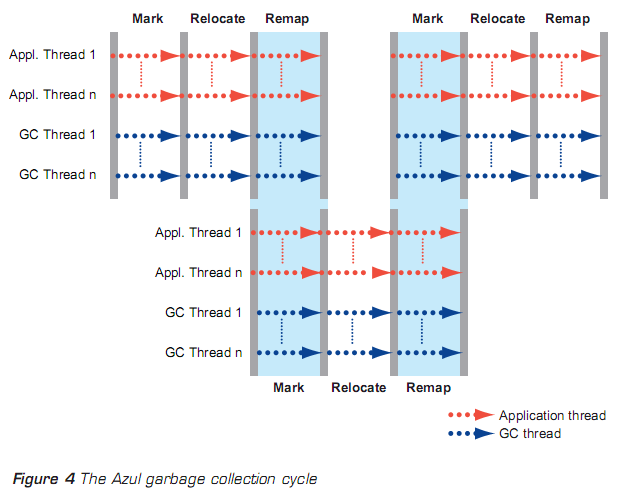 Mark Relocate Remap Mark Relocate Remap
Appl. Thread 1
Appl. Thread n
GC Thread 1
GC Thread n
Appl. Thread 1
Appl. Thread n
GC Thread 1
GC Thread n
Mark Relocate Remap
Application thread
GC thread
Figure 4 The Azul garbage collection cycle